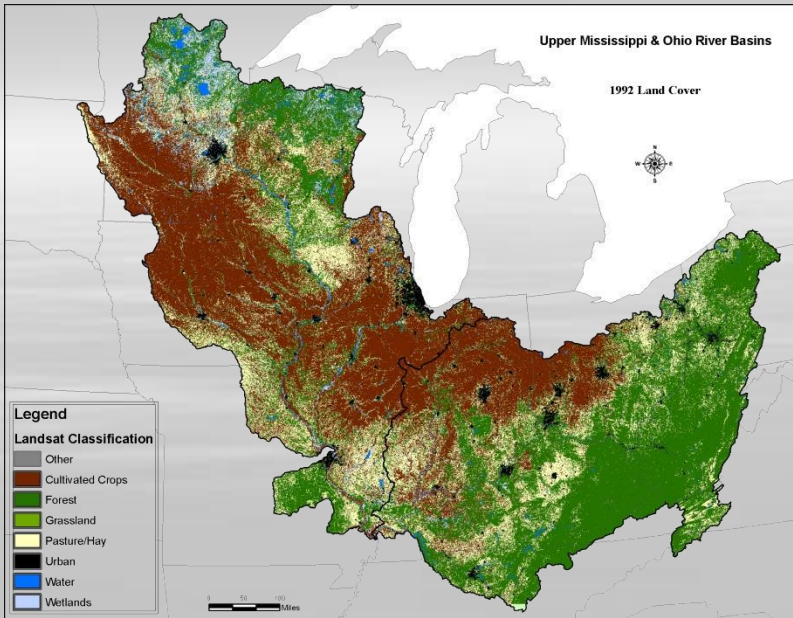 Upper Mississippi & Ohio River Basins
1992 Land Cover
N
W E
S
Legend
Landsat Classification
Other
Cultivated Crops
Forest
Grassland
Pasture/Hay
Urban
Water
Wetlands
0 50 100
Miles